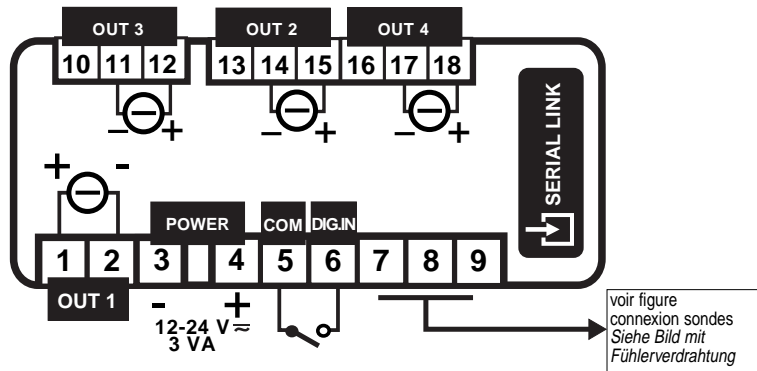 OUT 3 OUT 2 OUT 4
10 11 12 13 14 15 16 17 18
− + − + − +
SERIAL LINK
+ -
POWER COM DIG.IN
1 2 3 4 5 6 7 8 9
OUT 1 - +
12-24 V ≂
3 VA
voir figure
connexion sondes
Siehe Bild mit
Fühlerverdrahtung